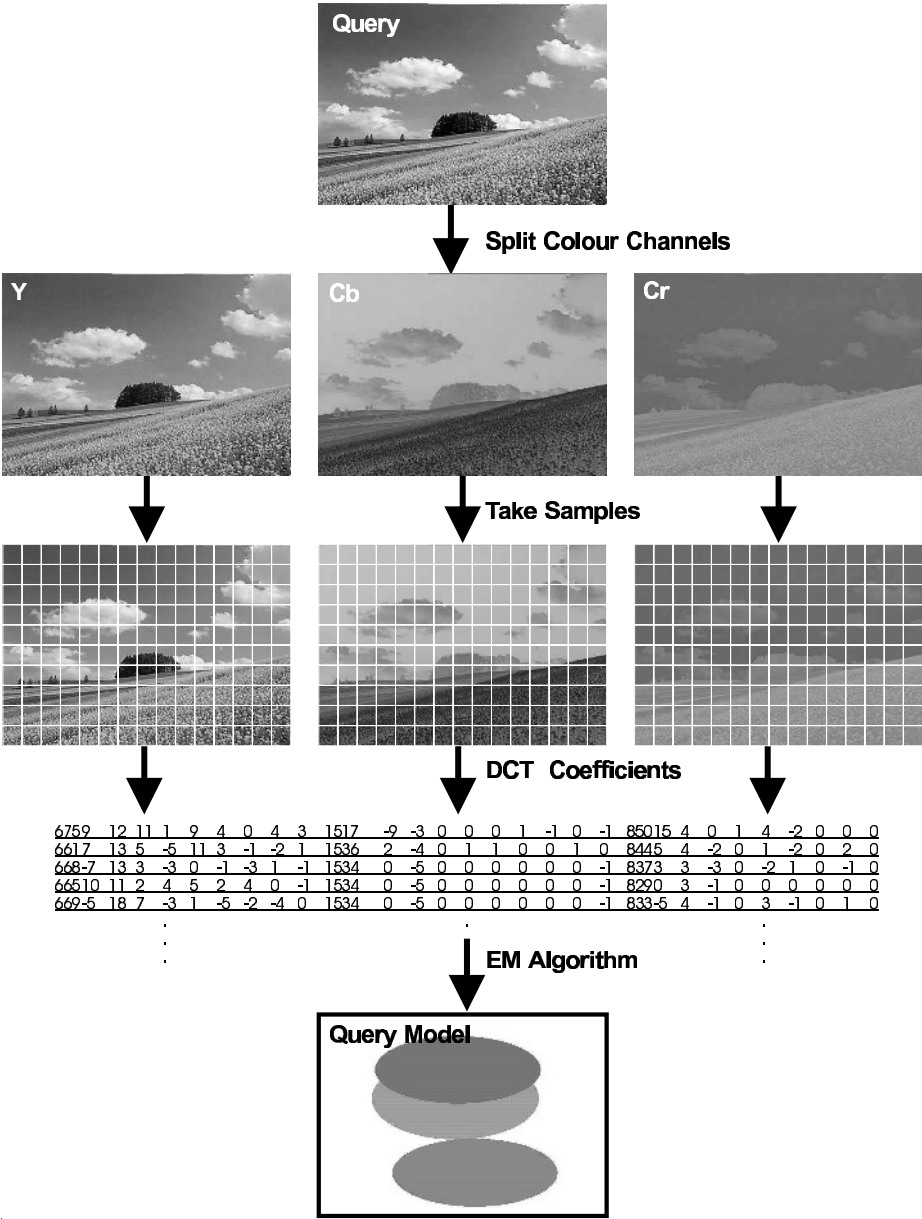 Query
Split Colour Channels
Y Cb Cr
Take Samples
DCT Coefficients
6759 12 11 1 9 4 0 4 3 1517 -9 -3 0 0 0 1 -1 0 -1 85015 4 0 1 4 -2 0 0 0
6617 13 5 -5 11 3 -1 -2 1 1536 2 -4 0 1 1 0 0 1 0 8445 4 -2 0 1 -2 0 2 0
668-7 13 3 -3 0 -1 -3 1 -1 1534 0 -5 0 0 0 0 0 0 -1 8373 3 -3 0 -2 1 0 -1 0
66510 11 2 4 5 2 4 0 -1 1534 0 -5 0 0 0 0 0 0 -1 8290 3 -1 0 0 0 0 0 0
669-5 18 7 -3 1 -5 -2 -4 0 1534 0 -5 0 0 0 0 0 0 -1 833-5 4 -1 0 3 -1 0 1 0
EM Algorithm
Query Model